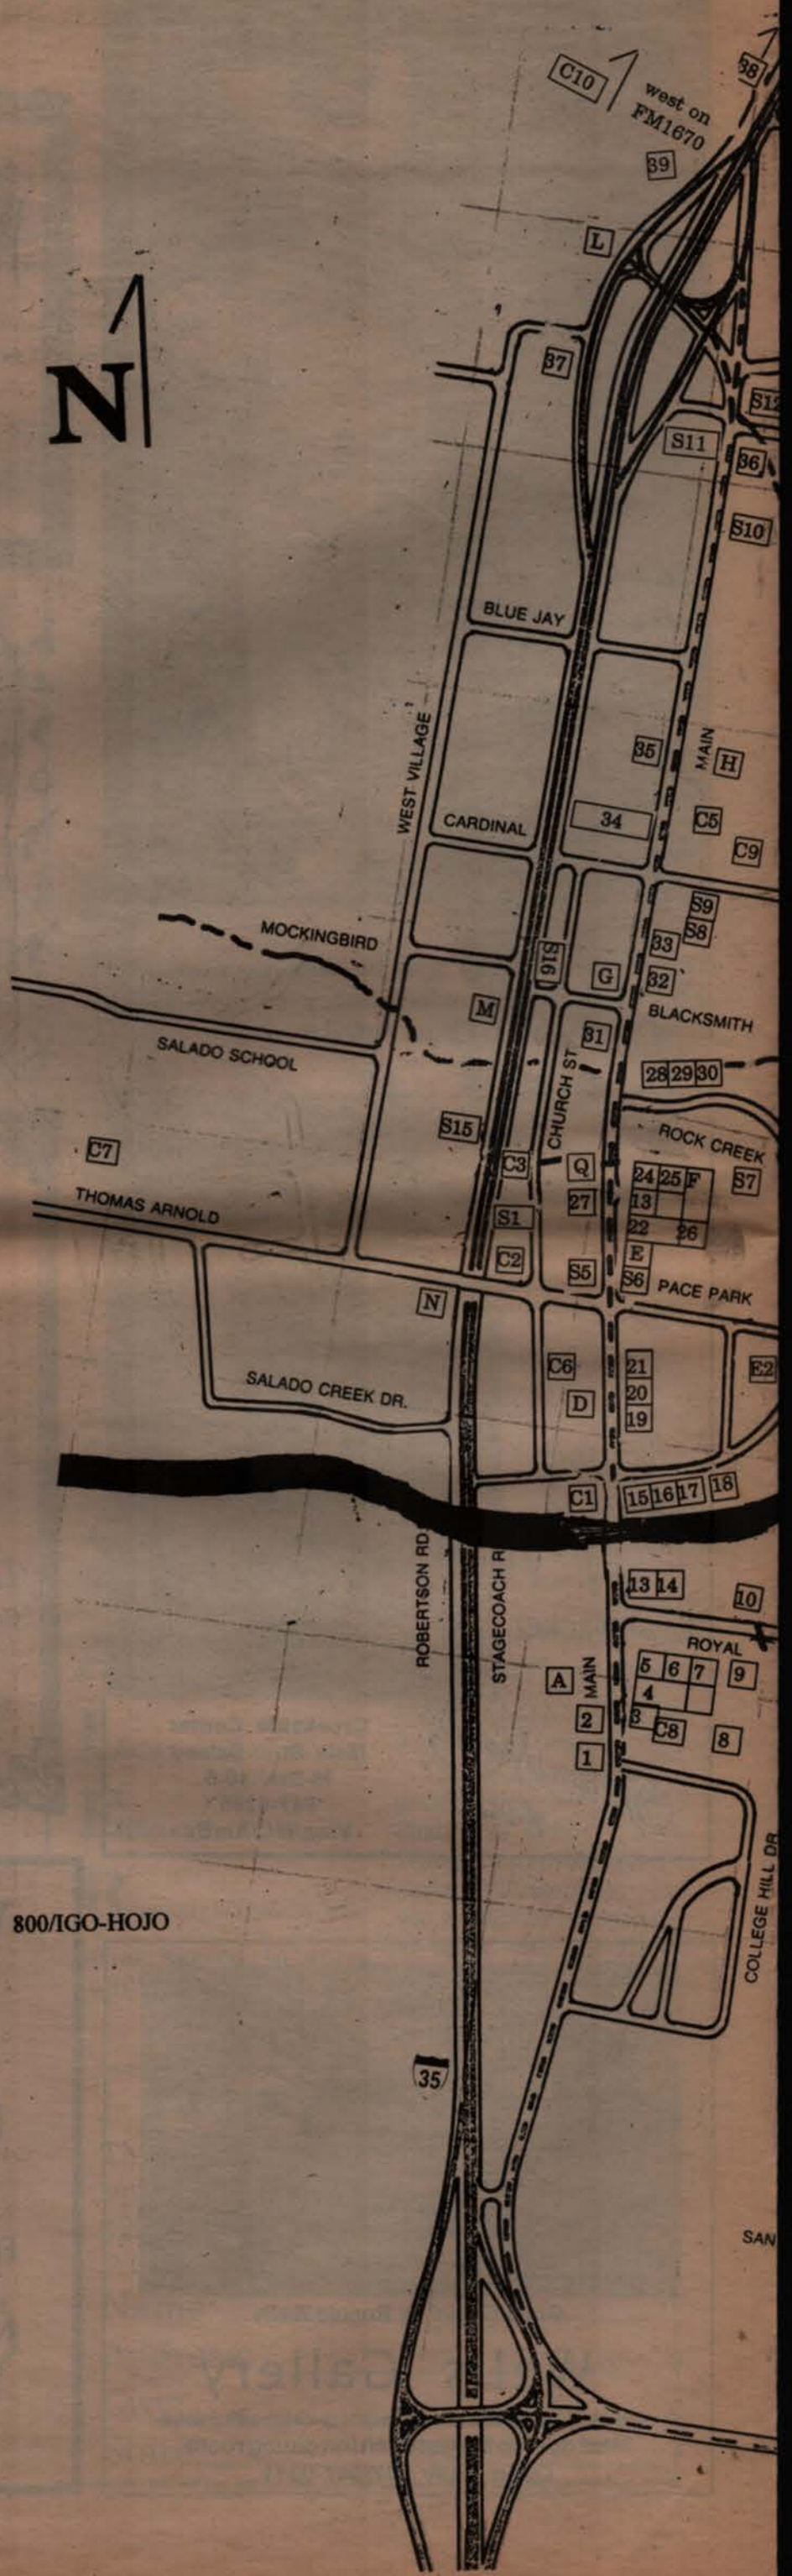 C10
west on
FM1670
38
39
L
N
37
S12
S11
36
S10
BLUE JAY
WEST VILLAGE
35
MAIN
H
CARDINAL
34
C5
C9
S9
S8
MOCKINGBIRD
33
S16
G
32
M
BLACKSMITH
SALADO SCHOOL
31
CHURCH ST
28 29 30
S15
ROCK CREEK
C7
C3
Q
24 25 F
S7
THOMAS ARNOLD
27
13
S1
22
26
C2
E
S5
S6
PACE PARK
N
C6
21
E2
SALADO CREEK DR.
D
20
19
C1
15 16 17 18
ROBERTSON RD.
STAGECOACH R
13 14
10
ROYAL
A
MAIN
5 6 7
9
4
2
3
C8
8
1
COLLEGE HILL DR
800/IGO-HOJO
35
SAN